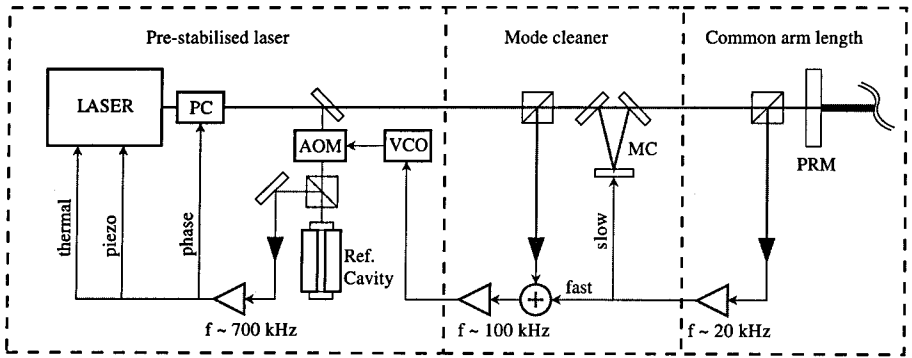 Pre-stabilised laser
Mode cleaner
Common arm length
LASER
PC
AOM
VCO
MC
PRM
thermal
piezo
phase
Ref.
Cavity
slow
fast
f ~ 700 kHz
f ~ 100 kHz
f ~ 20 kHz